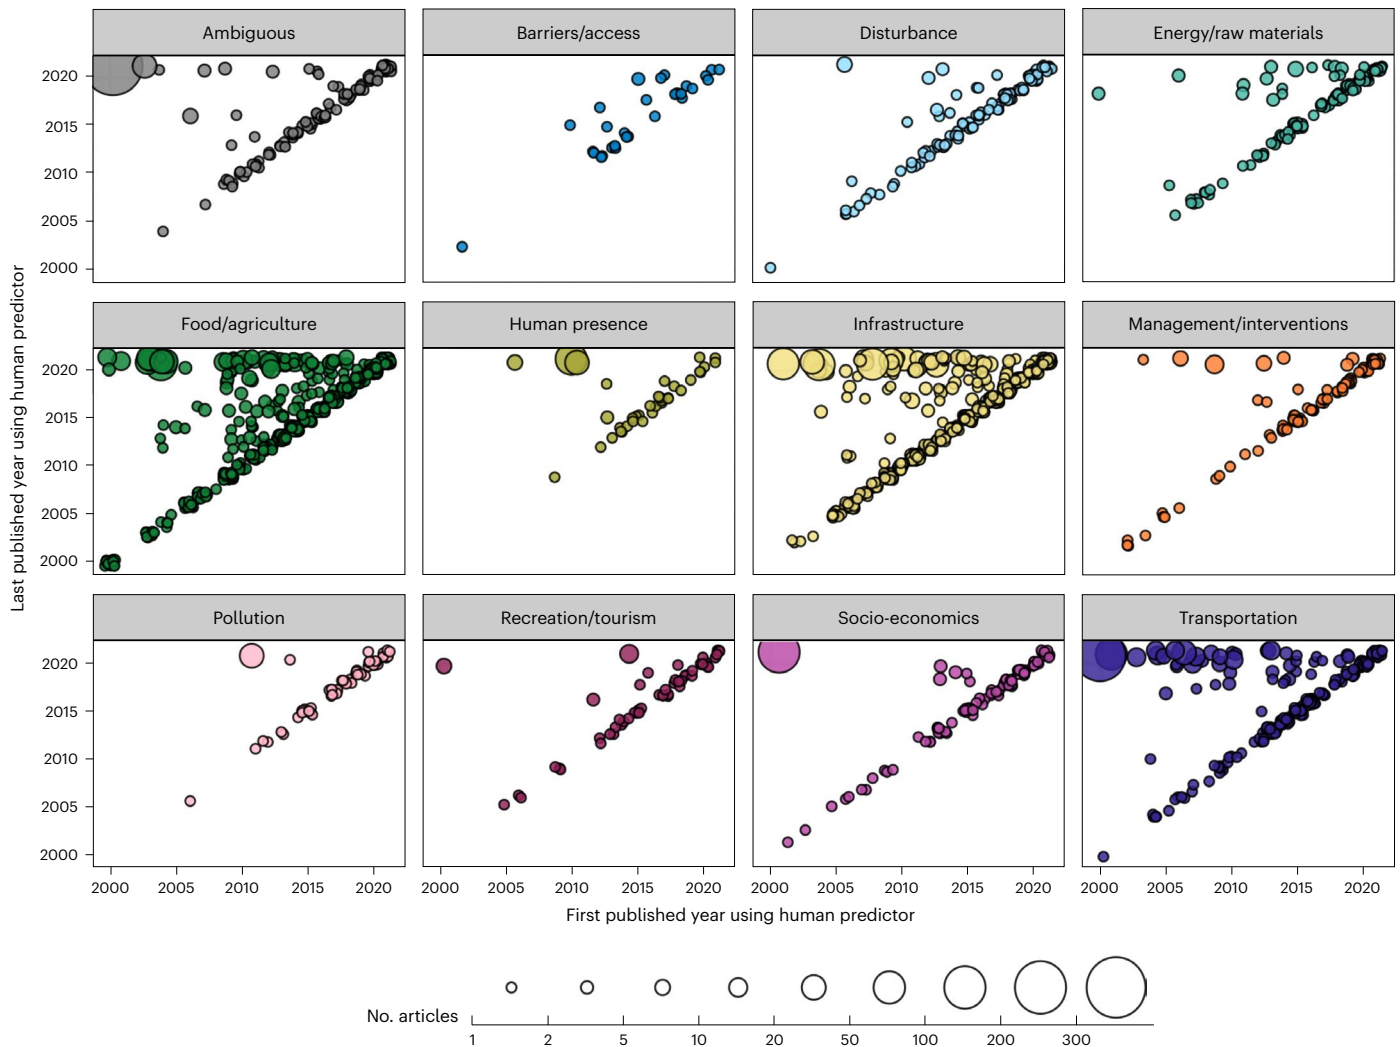 Ambiguous Barriers/access Disturbance Energy/raw materials
2020
2015
2010
2005
2000
Food/agriculture Human presence Infrastructure Management/interventions
2020
2015
2010
2005
2000
Last published year using human predictor
Pollution Recreation/tourism Socio-economics Transportation
2020
2015
2010
2005
2000
2000 2005 2010 2015 2020 2000 2005 2010 2015 2020 2000 2005 2010 2015 2020 2000 2005 2010 2015 2020
First published year using human predictor
No. articles
1 2 5 10 20 50 100 200 300